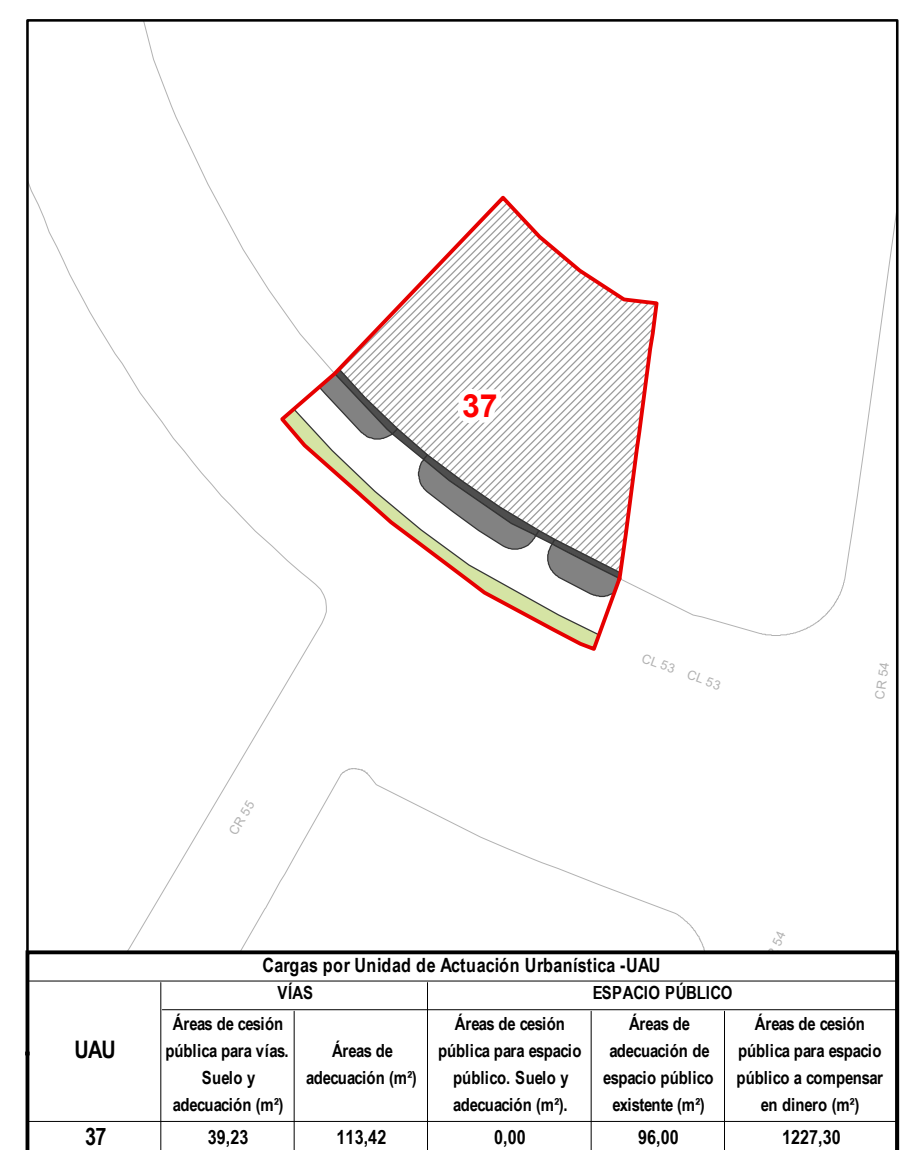 37
CL 53 CL 53
CR 54
CR 55
54
Cargas por Unidad de Actuación Urbanística -UAU
VÍAS
ESPACIO PÚBLICO
UAU
Áreas de cesión
pública para vías.
Suelo y
adecuación (m²)
Áreas de
adecuación (m²)
Áreas de cesión
pública para espacio
público. Suelo y
adecuación (m²).
Áreas de
adecuación de
espacio público
existente (m²)
Áreas de cesión
pública para espacio
público a compensar
en dinero (m²)
37 39,23 113,42 0,00 96,00 1227,30